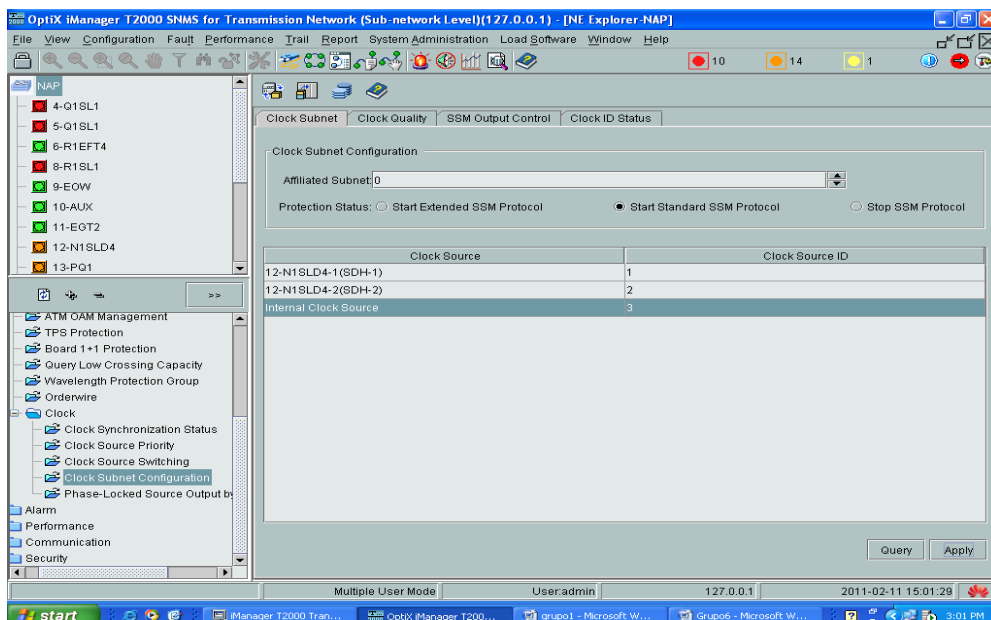 OptiX iManager T2000 SNMS for Transmission Network (Sub-network Level)(127.0.0.1) - [NE Explorer-NAP]
File View Configuration Fault Performance Trail Report System Administration Load Software Window Help
10 14 1
NAP
4-Q1SL1
5-Q1SL1
6-R1EFT4
8-R1SL1
9-EOW
10-AUX
11-EGT2
12-N1SLD4
13-PQ1
>>
ATM OAM Management
TPS Protection
Board 1+1 Protection
Query Low Crossing Capacity
Wavelength Protection Group
Orderwire
Clock
Clock Synchronization Status
Clock Source Priority
Clock Source Switching
Clock Subnet Configuration
Phase-Locked Source Output by
Alarm
Performance
Communication
Security
Clock Subnet Clock Quality SSM Output Control Clock ID Status
Clock Subnet Configuration
Affiliated Subnet: 0
Protection Status: Start Extended SSM Protocol Start Standard SSM Protocol Stop SSM Protocol
Clock Source Clock Source ID
12-N1SLD4-1(SDH-1) 1
12-N1SLD4-2(SDH-2) 2
Internal Clock Source 3
Query Apply
Multiple User Mode User:admin 127.0.0.1 2011-02-11 15:01:29
start iManager T2000 Tran... OptiX iManager T200... grupo1 - Microsoft W... Grupo6 - Microsoft W... 3:01 PM